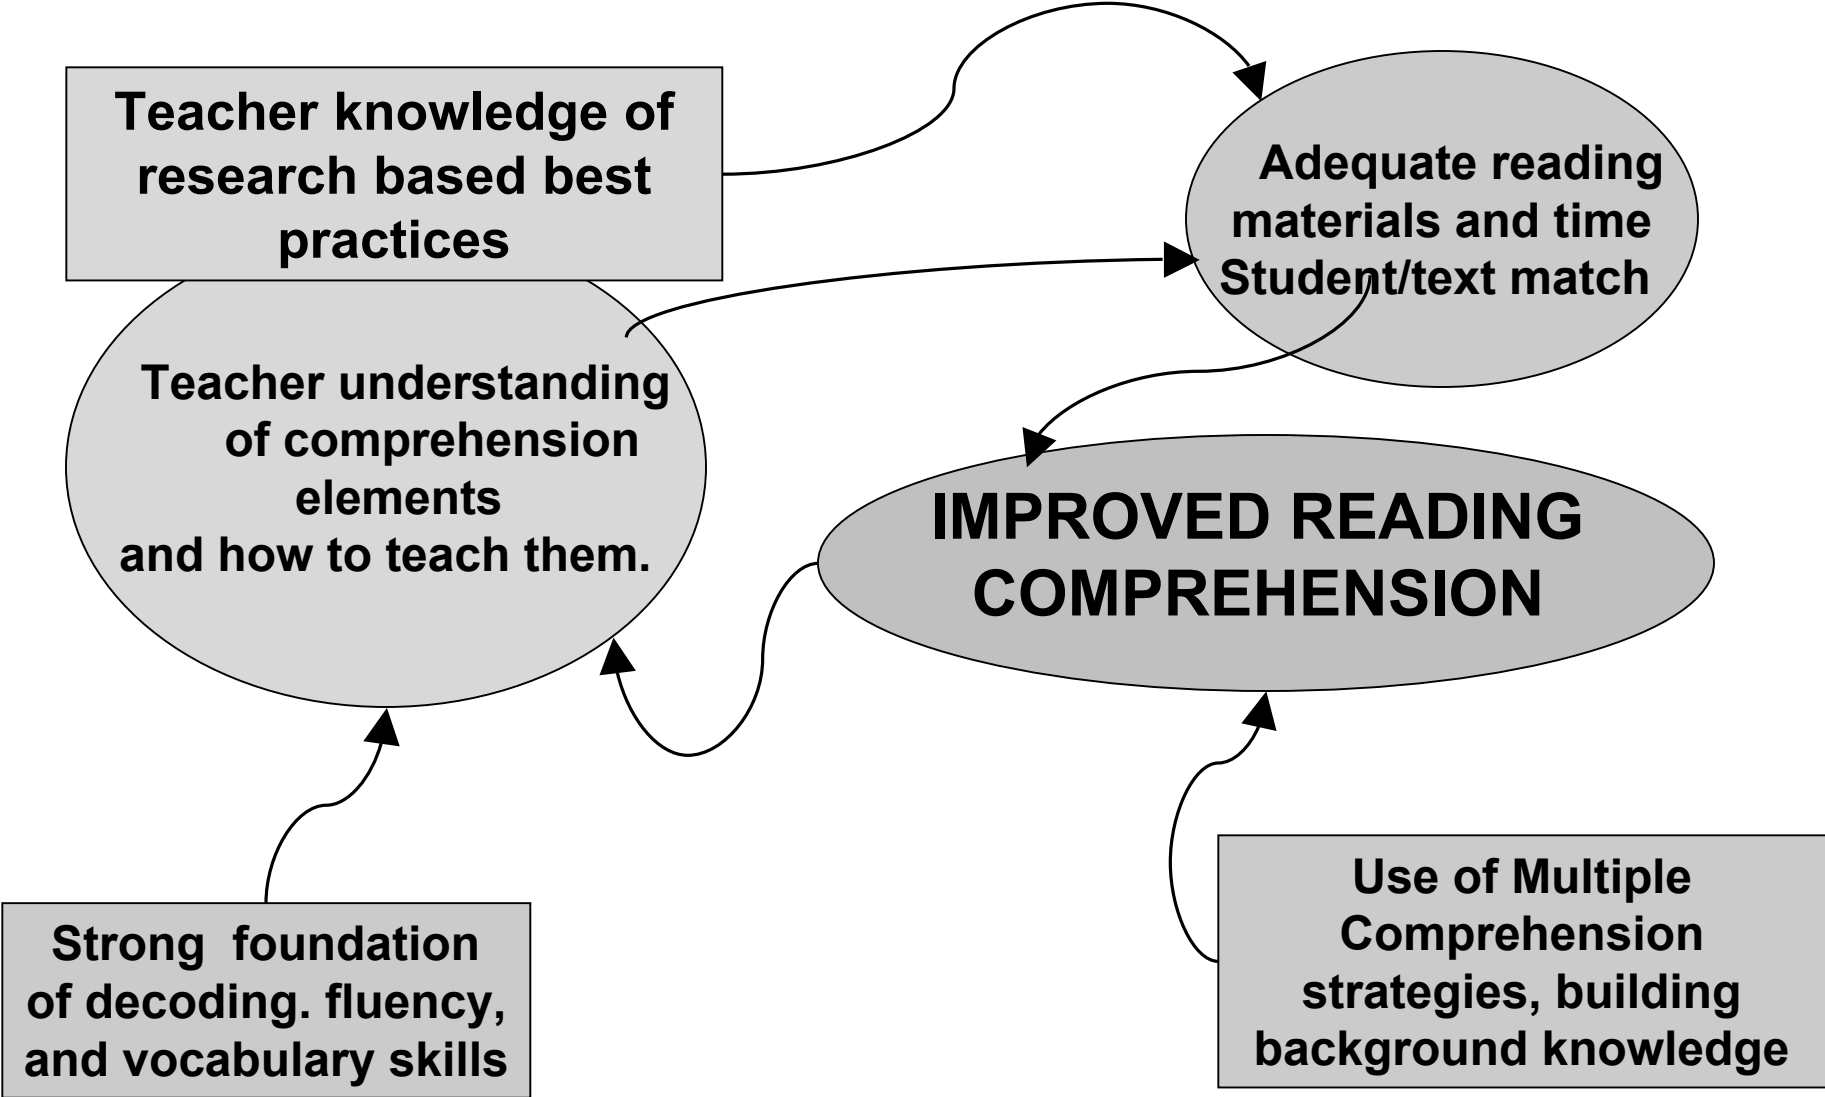 Teacher knowledge of
research based best
practices
Adequate reading
materials and time
Student/text match
Teacher understanding
of comprehension
elements
and how to teach them.
IMPROVED READING
COMPREHENSION
Strong foundation
of decoding. fluency,
and vocabulary skills
Use of Multiple
Comprehension
strategies, building
background knowledge